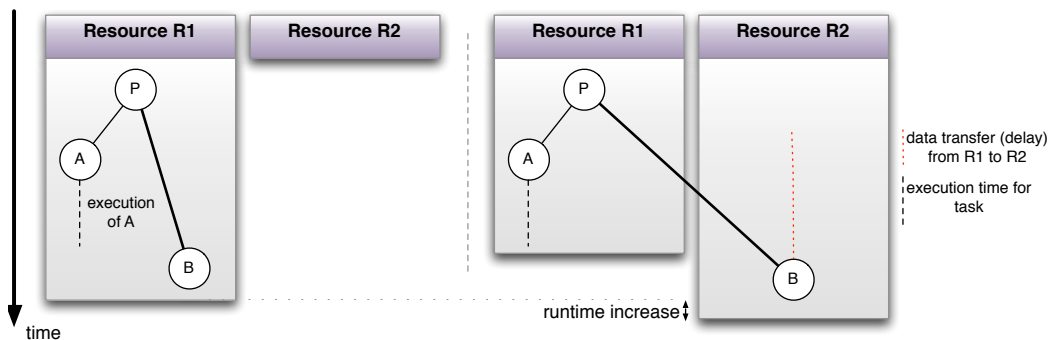 Resource R1
Resource R2
Resource R1
Resource R2
P
P
A
A
execution
of A
B
B
data transfer (delay)
from R1 to R2
execution time for
task
runtime increase
time